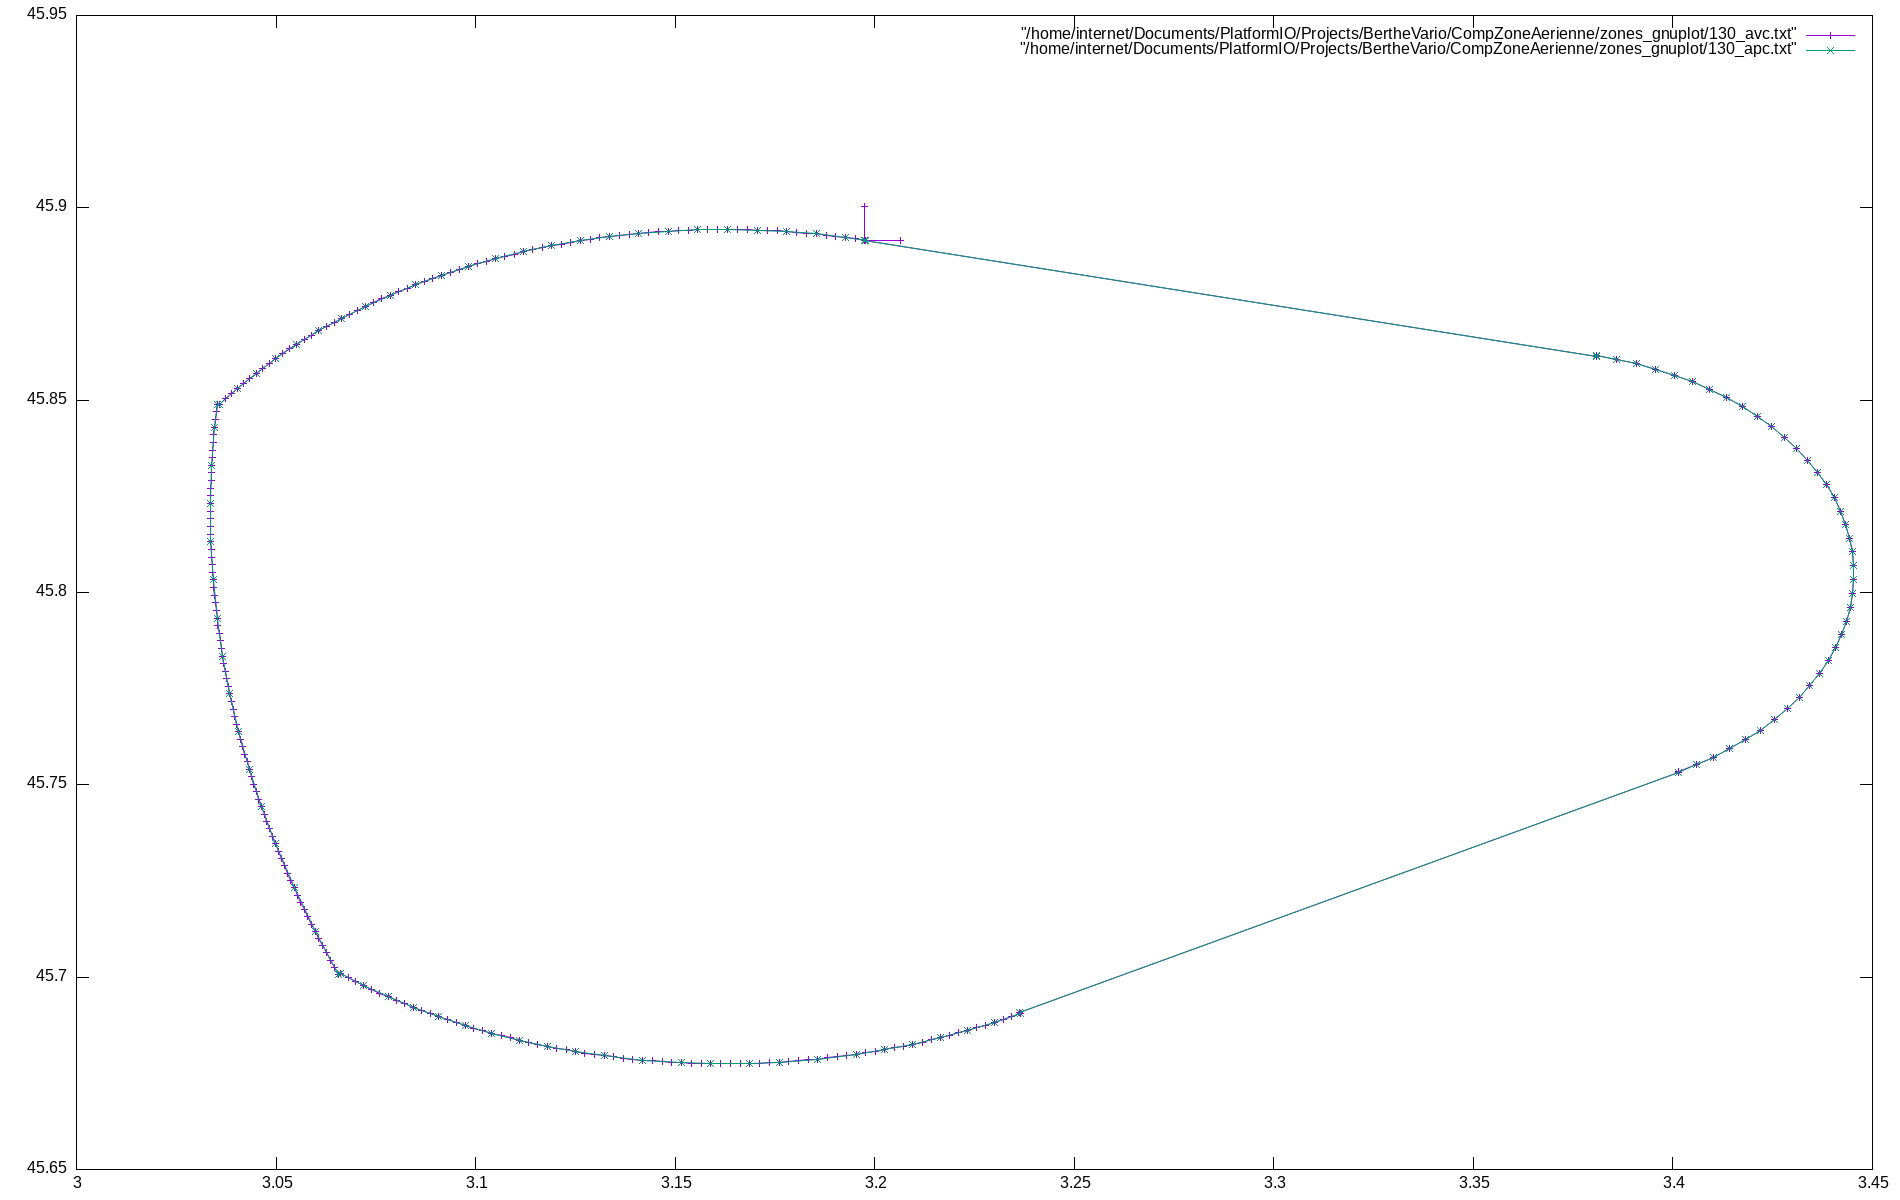 45.95
"/home/internet/Documents/PlatformIO/Projects/BertheVario/CompZoneAerienne/zones_gnuplot/130_avc.txt"
"/home/internet/Documents/PlatformIO/Projects/BertheVario/CompZoneAerienne/zones_gnuplot/130_apc.txt"
45.9
45.85
45.8
45.75
45.7
45.65
3 3.05 3.1 3.15 3.2 3.25 3.3 3.35 3.4 3.45